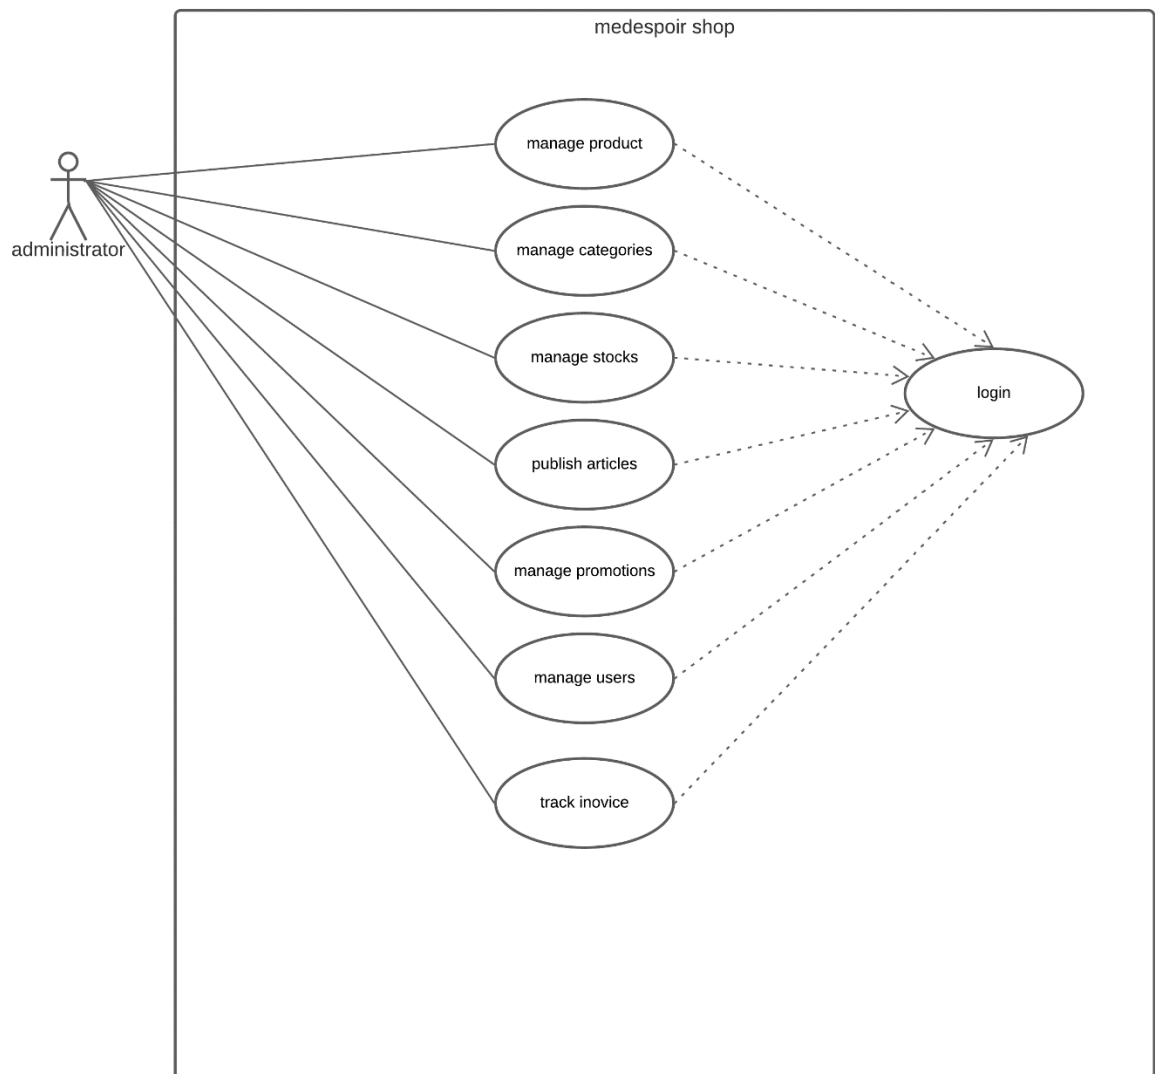 medespoir shop
administrator
manage product
manage categories
manage stocks
publish articles
manage promotions
manage users
track inovice
login